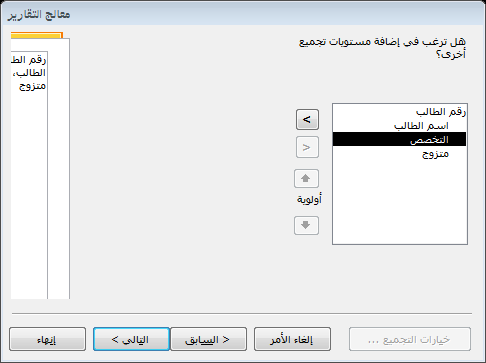 معالج التقارير
هل ترغب في إضافة مستويات تجميع
أخرى؟
رقم الطالب
اسم الطالب
التخصص
متزوج
>
<
أولوية
رقم الطا
الطالب،
متزوج
خيارات التجميع ...
إلغاء الأمر
< السابق
التالي >
إنهاء